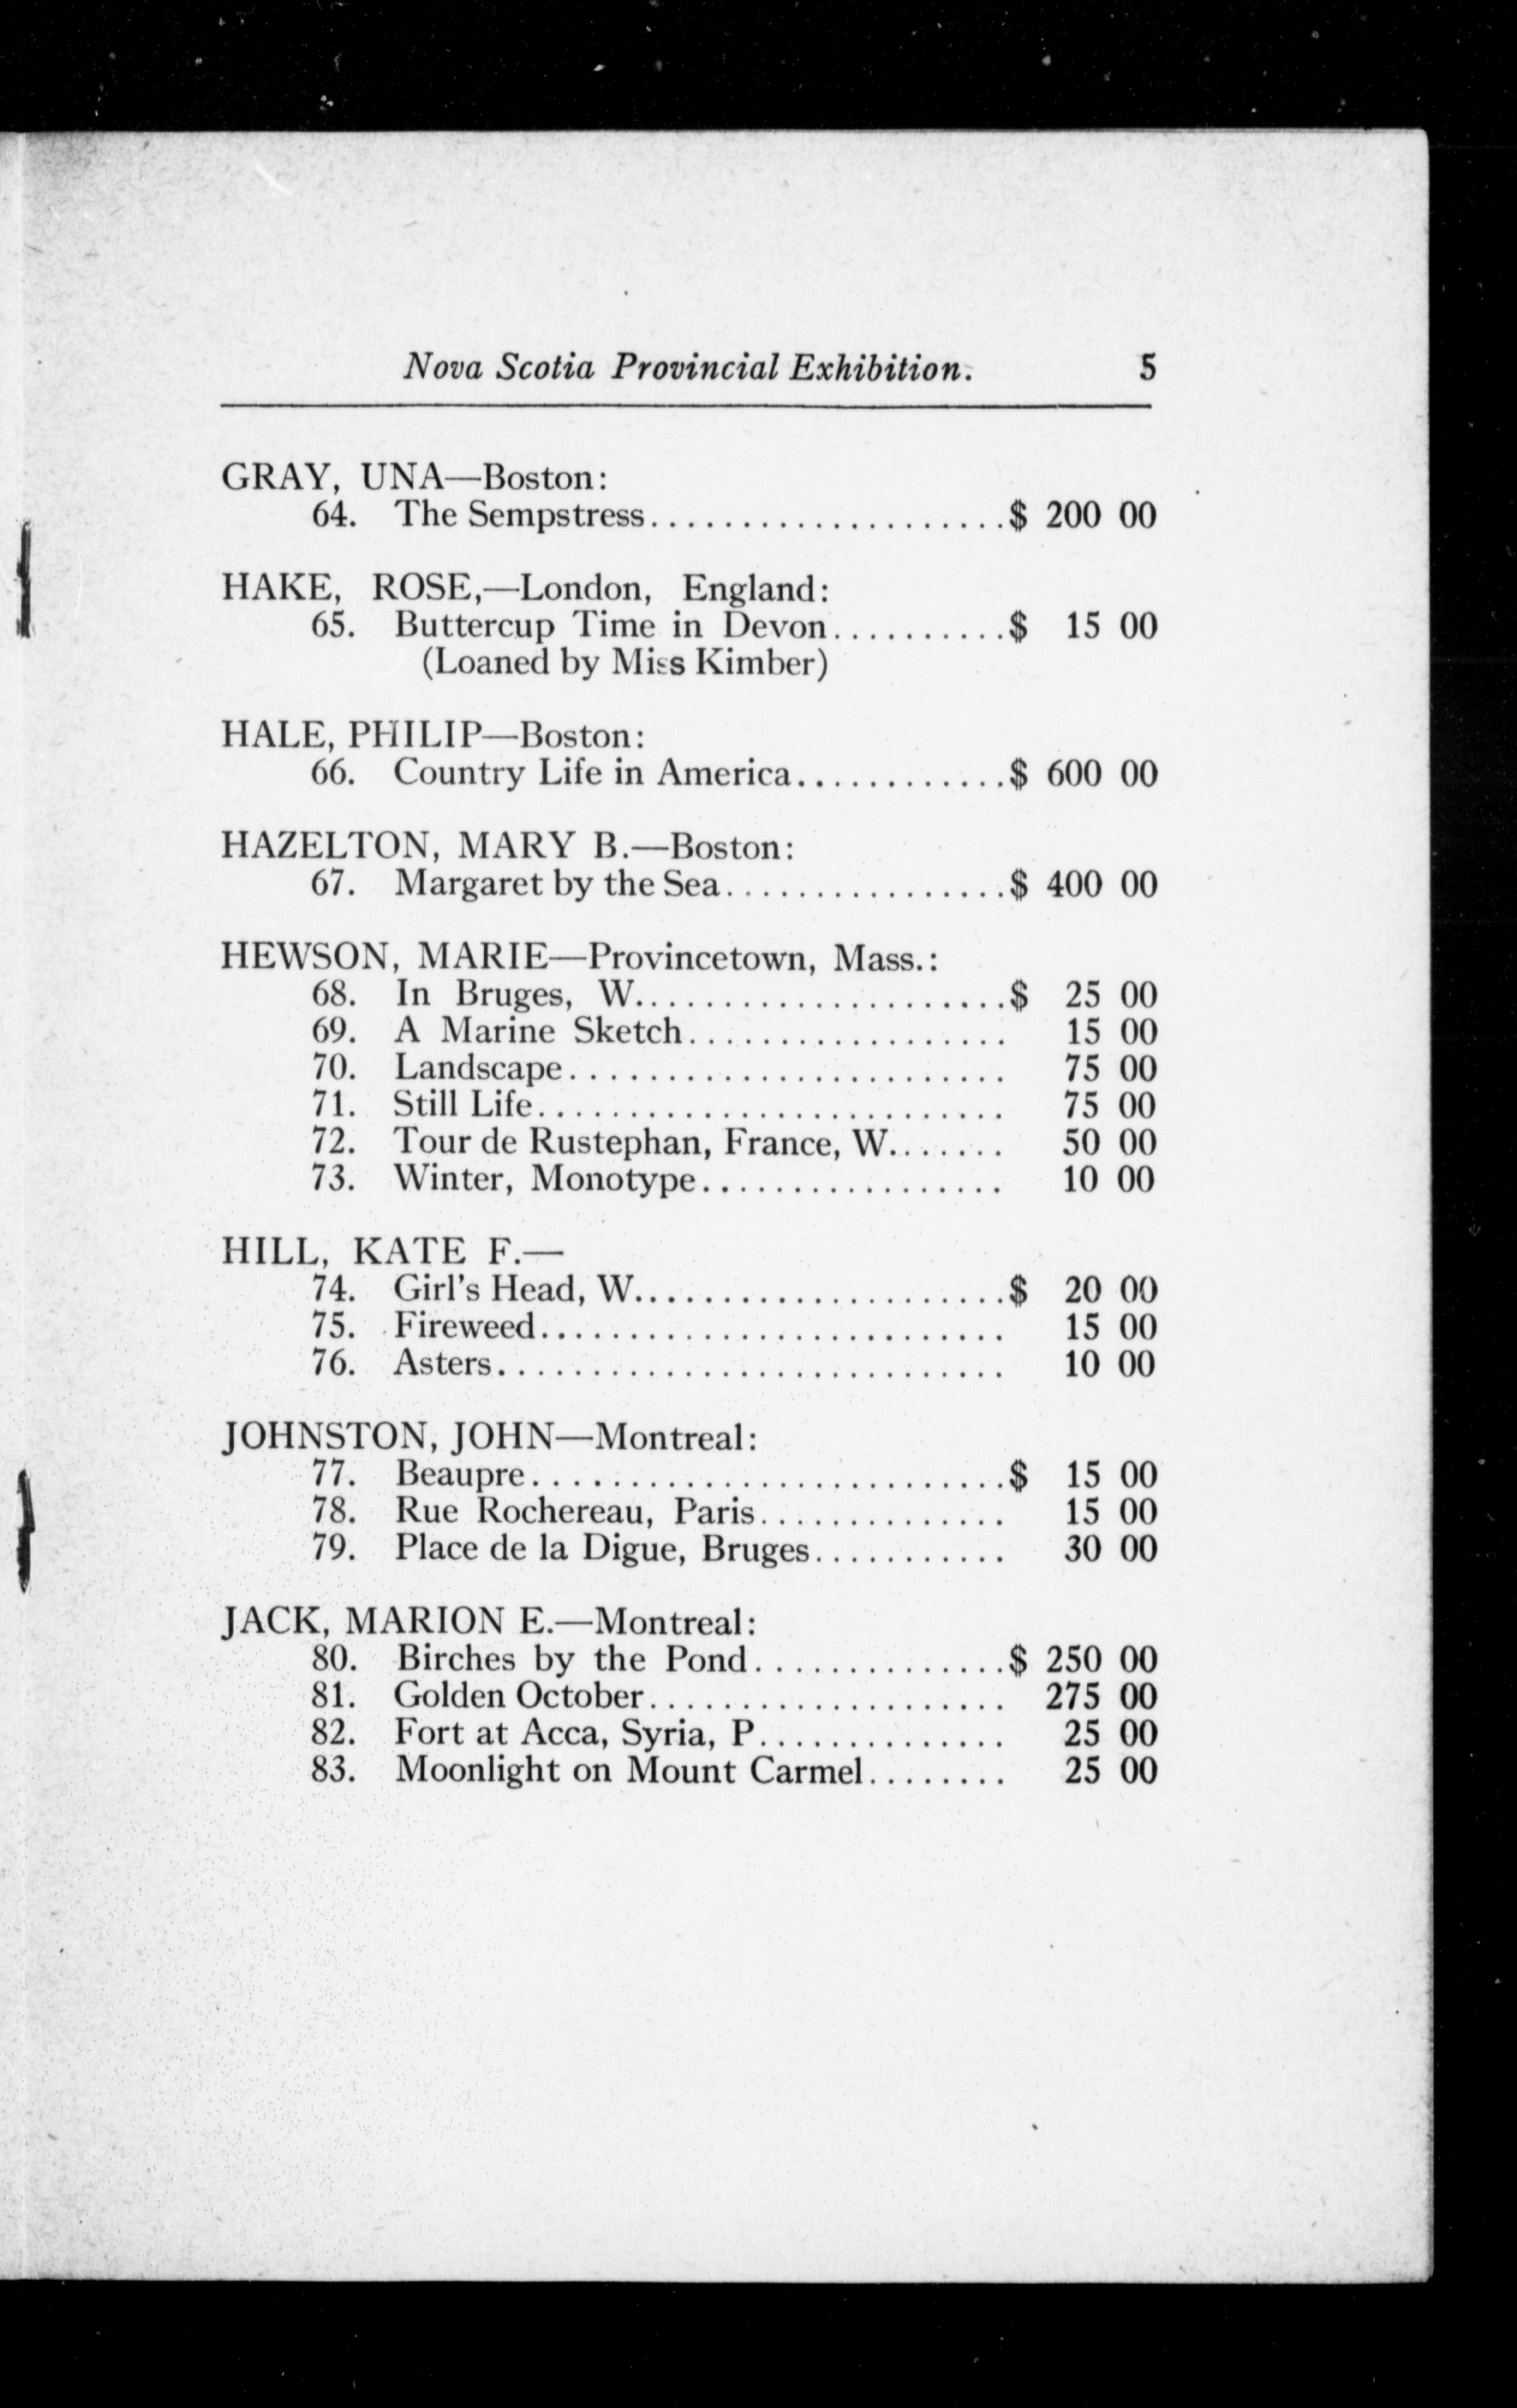 Nova Scotia Provincial Exhibition. 5
GRAY, UNA—Boston:
64. The Sempstress....................$ 200 00
HAKE, ROSE,—London, England:
65. Buttercup Time in Devon..........$ 15 00
(Loaned by Miss Kimber)
HALE, PHILIP—Boston:
66. Country Life in America............$ 600 00
HAZELTON, MARY B.—Boston:
67. Margaret by the Sea................$ 400 00
HEWSON, MARIE—Provincetown, Mass.:
68. In Bruges, W.....................$ 25 00
69. A Marine Sketch.................. 15 00
70. Landscape........................ 75 00
71. Still Life.......................... 75 00
72. Tour de Rustephan, France, W....... 50 00
73. Winter, Monotype................. 10 00
HILL, KATE F.—
74. Girl's Head, W.....................$ 20 00
75. Fireweed.......................... 15 00
76. Asters............................ 10 00
JOHNSTON, JOHN—Montreal:
77. Beaupre..........................$ 15 00
78. Rue Rochereau, Paris.............. 15 00
79. Place de la Digue, Bruges........... 30 00
JACK, MARION E.—Montreal:
80. Birches by the Pond..............$ 250 00
81. Golden October.................... 275 00
82. Fort at Acca, Syria, P.............. 25 00
83. Moonlight on Mount Carmel........ 25 00